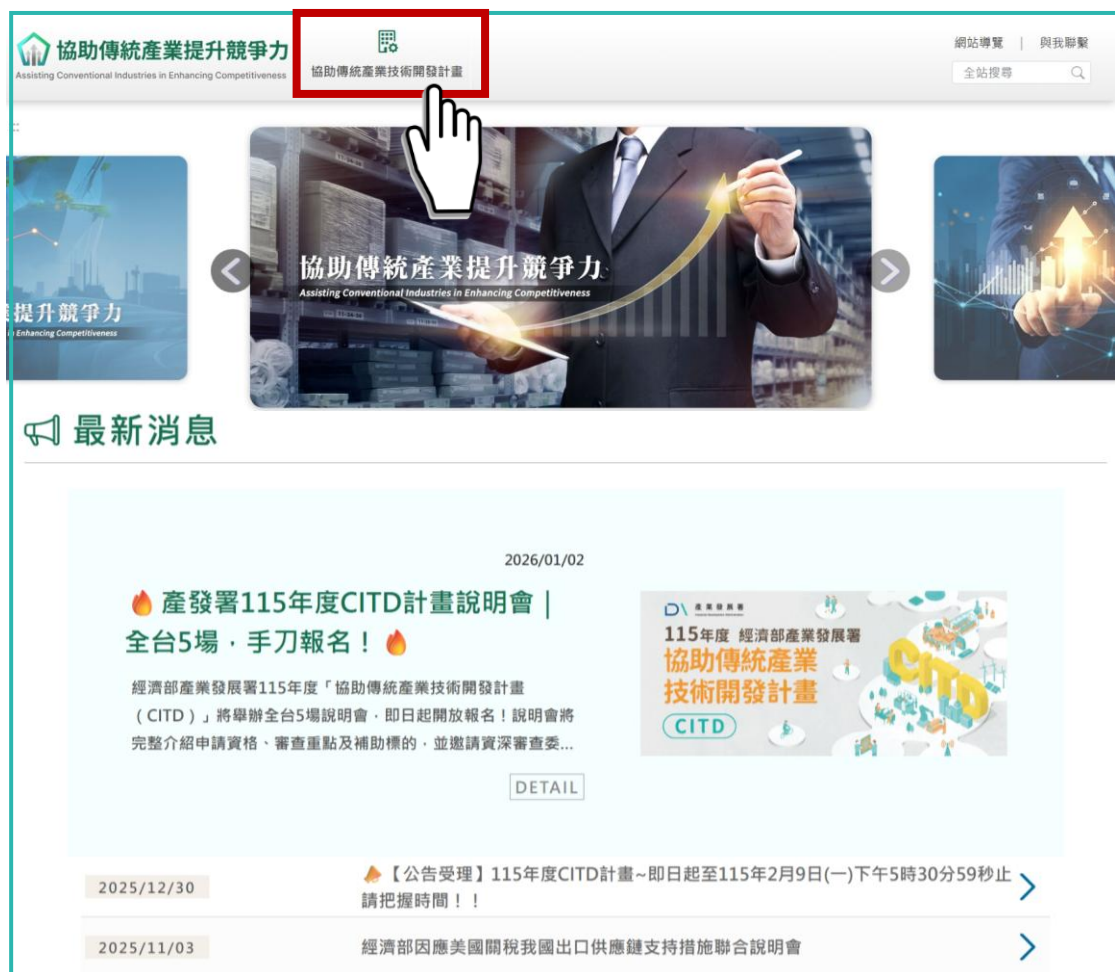 協助傳統產業提升競爭力
Assisting Conventional Industries in Enhancing Competitiveness
協助傳統產業技術開發計畫
網站導覽 | 與我聯繫
全站搜尋
提升競爭力
in Enhancing Competitiveness
協助傳統產業提升競爭力
Assisting Conventional Industries in Enhancing Competitiveness
最新消息
2026/01/02
產發署115年度CITD計畫說明會 |
全台5場．手刀報名！
經濟部產業發展署115年度「協助傳統產業技術開發計畫
（CITD）」將舉辦全台5場說明會．即日起開放報名！說明會將
完整介紹申請資格、審查重點及補助標的．並邀請資深審查委...
DETAIL
產業發展署
115年度 經濟部產業發展署
協助傳統產業
技術開發計畫
CITD
CITD
2025/12/30
【公告受理】115年度CITD計畫~即日起至115年2月9日(一)下午5時30分59秒止
請把握時間！！
2025/11/03
經濟部因應美國關稅我國出口供應鏈支持措施聯合說明會